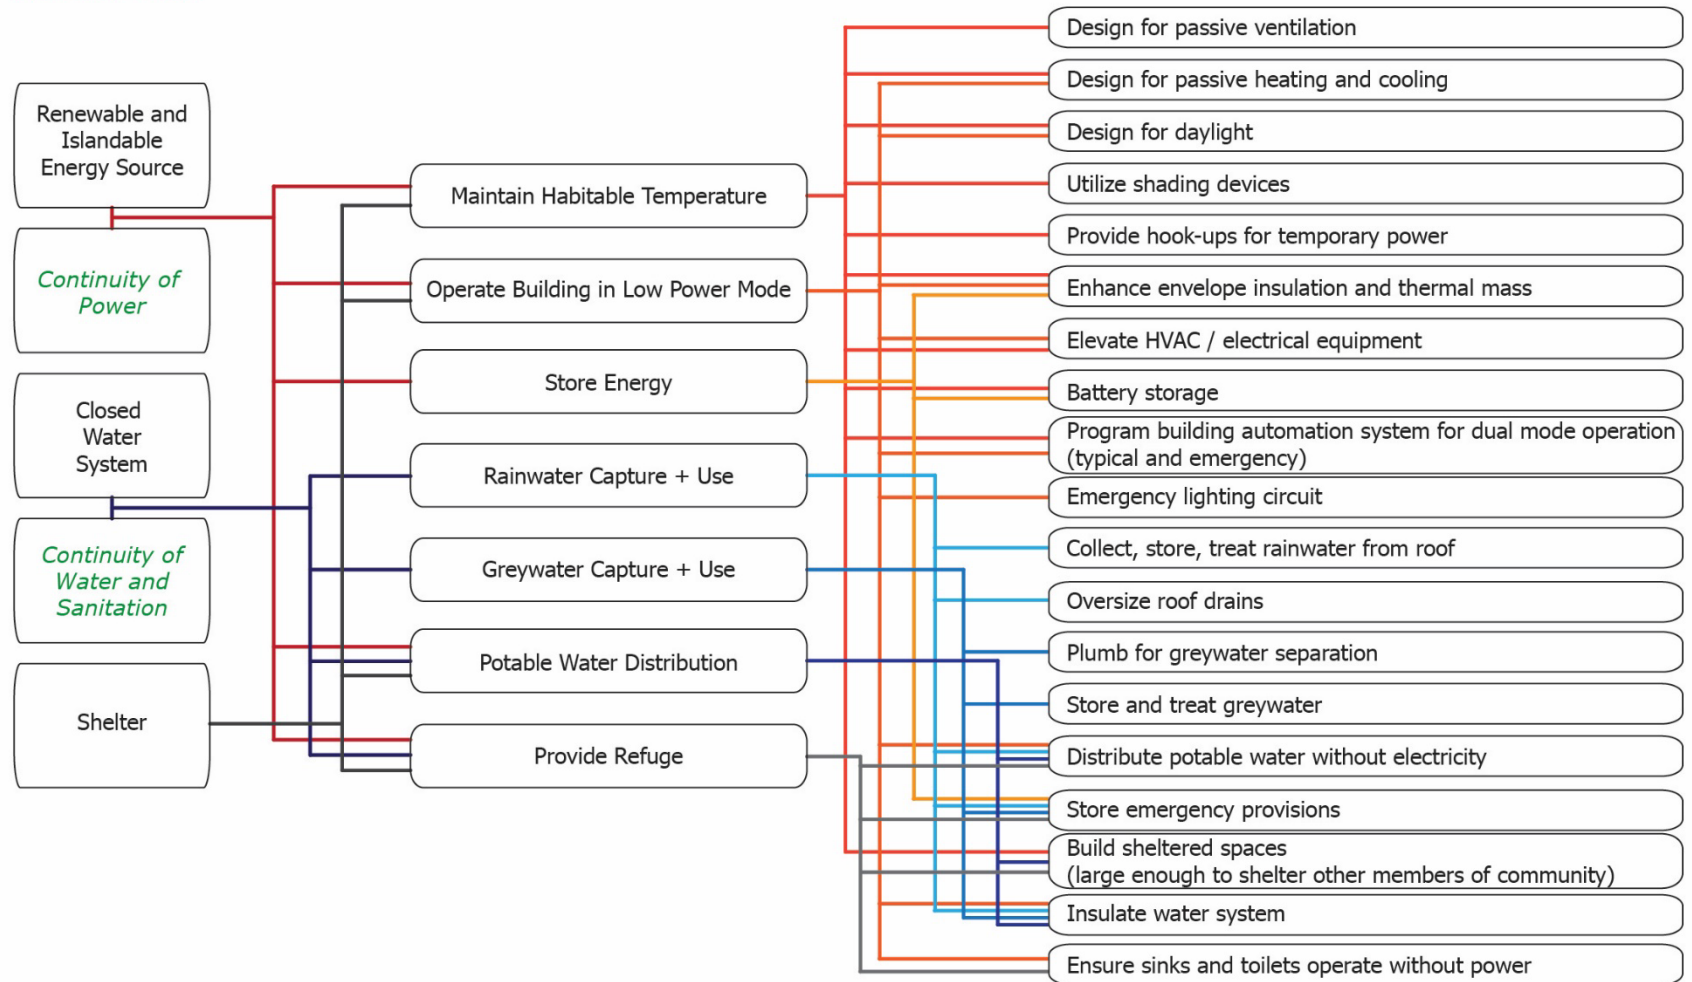 Renewable and
Islandable
Energy Source
Continuity of
Power
Closed
Water
System
Continuity of
Water and
Sanitation
Shelter
Maintain Habitable Temperature
Operate Building in Low Power Mode
Store Energy
Rainwater Capture + Use
Greywater Capture + Use
Potable Water Distribution
Provide Refuge
Design for passive ventilation
Design for passive heating and cooling
Design for daylight
Utilize shading devices
Provide hook-ups for temporary power
Enhance envelope insulation and thermal mass
Elevate HVAC / electrical equipment
Battery storage
Program building automation system for dual mode operation
(typical and emergency)
Emergency lighting circuit
Collect, store, treat rainwater from roof
Oversize roof drains
Plumb for greywater separation
Store and treat greywater
Distribute potable water without electricity
Store emergency provisions
Build sheltered spaces
(large enough to shelter other members of community)
Insulate water system
Ensure sinks and toilets operate without power